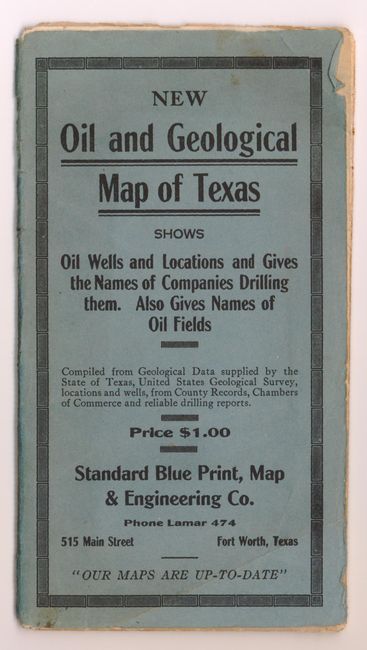 NEW
Oil and Geological
Map of Texas
SHOWS
Oil Wells and Locations and Gives
the Names of Companies Drilling
them. Also Gives Names of
Oil Fields
Compiled from Geological Data supplied by the
State of Texas, United States Geological Survey,
locations and wells, from County Records, Chambers
of Commerce and reliable drilling reports.
Price $1.00
Standard Blue Print, Map
& Engineering Co.
Phone Lamar 474
515 Main Street Fort Worth, Texas
"OUR MAPS ARE UP-TO-DATE"